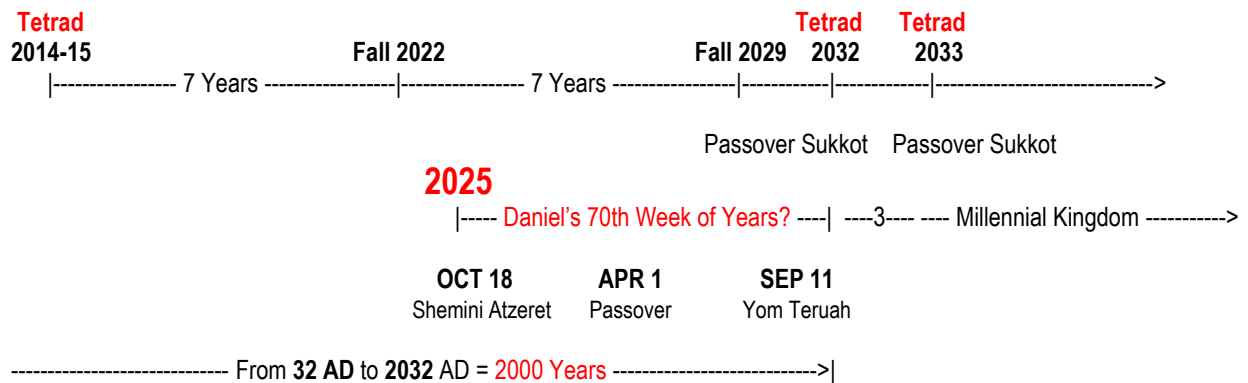 Tetrad Tetrad Tetrad
2014-15 Fall 2022 Fall 2029 2032 2033
|----------------- 7 Years ------------------|----------------- 7 Years -----------------|------------|-------------|------------------------------>
Passover Sukkot Passover Sukkot
2025
|----- Daniel's 70th Week of Years? ----| ----3---- ---- Millennial Kingdom ----------->
OCT 18 APR 1 SEP 11
Shemini Atzeret Passover Yom Teruah
------------------------------ From 32 AD to 2032 AD = 2000 Years ---------------------------->|